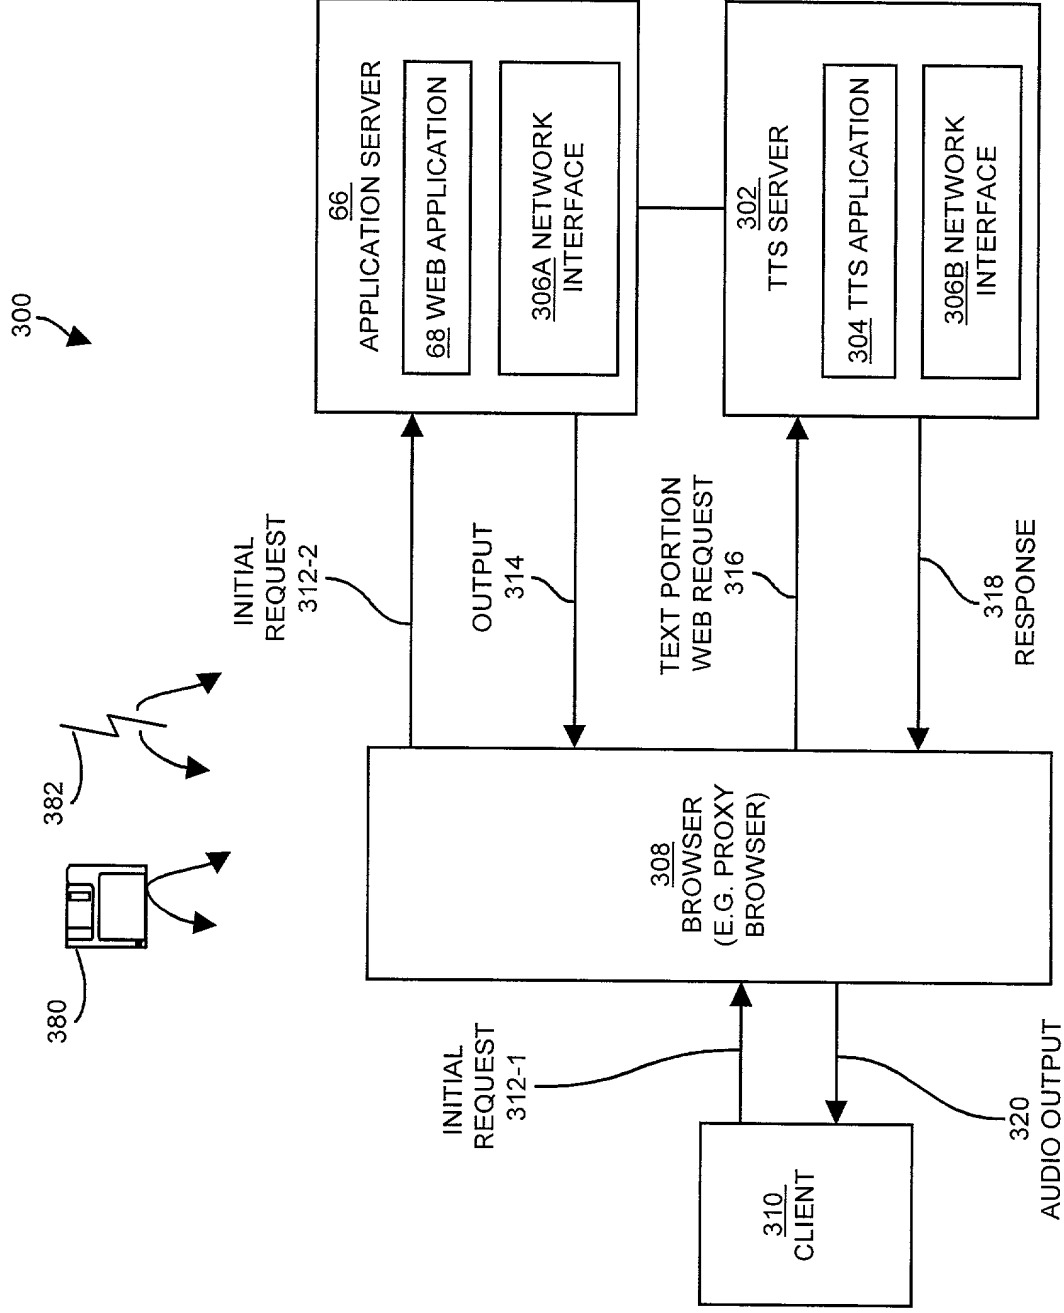 300
380
382
310
CLIENT
INITIAL
REQUEST
312-1
320
AUDIO OUTPUT
308
BROWSER
(E.G. PROXY
BROWSER)
INITIAL
REQUEST
312-2
OUTPUT
314
TEXT PORTION
WEB REQUEST
316
318
RESPONSE
66
APPLICATION SERVER
68 WEB APPLICATION
306A NETWORK
INTERFACE
302
TTS SERVER
304 TTS APPLICATION
306B NETWORK
INTERFACE